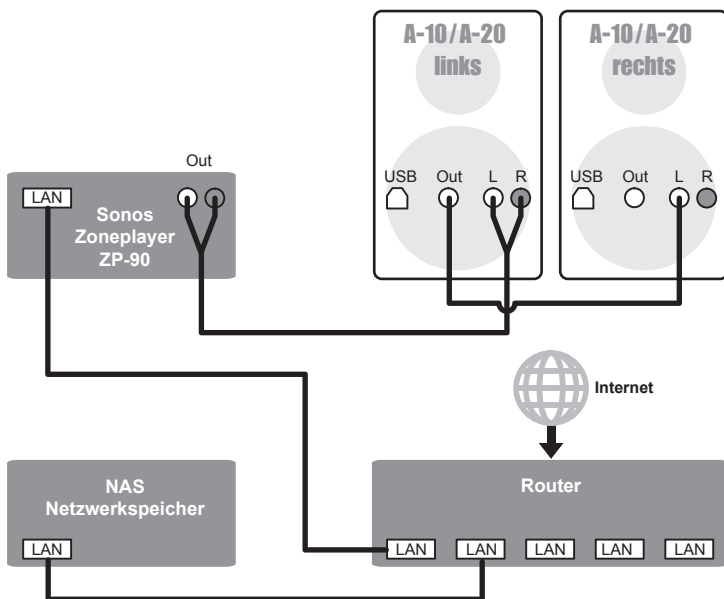 A-10/A-20
links
A-10/A-20
rechts
Out
USB Out L R
USB Out L R
LAN
Sonos
Zoneplayer
ZP-90
Internet
NAS
Netzwerkspeicher
LAN
Router
LAN LAN LAN LAN LAN